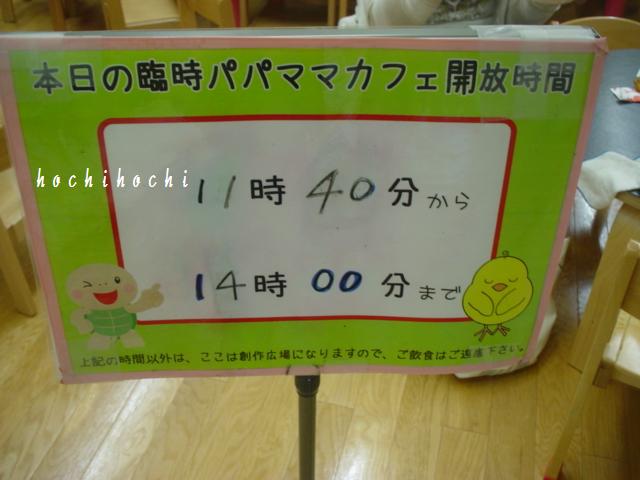 本日の臨時パパママカフェ開放時間
hochihochi
11時 40分から
14時 00分まで
上記の時間以外は、ここは創作広場になりますので、ご飲食はご遠慮下さい。